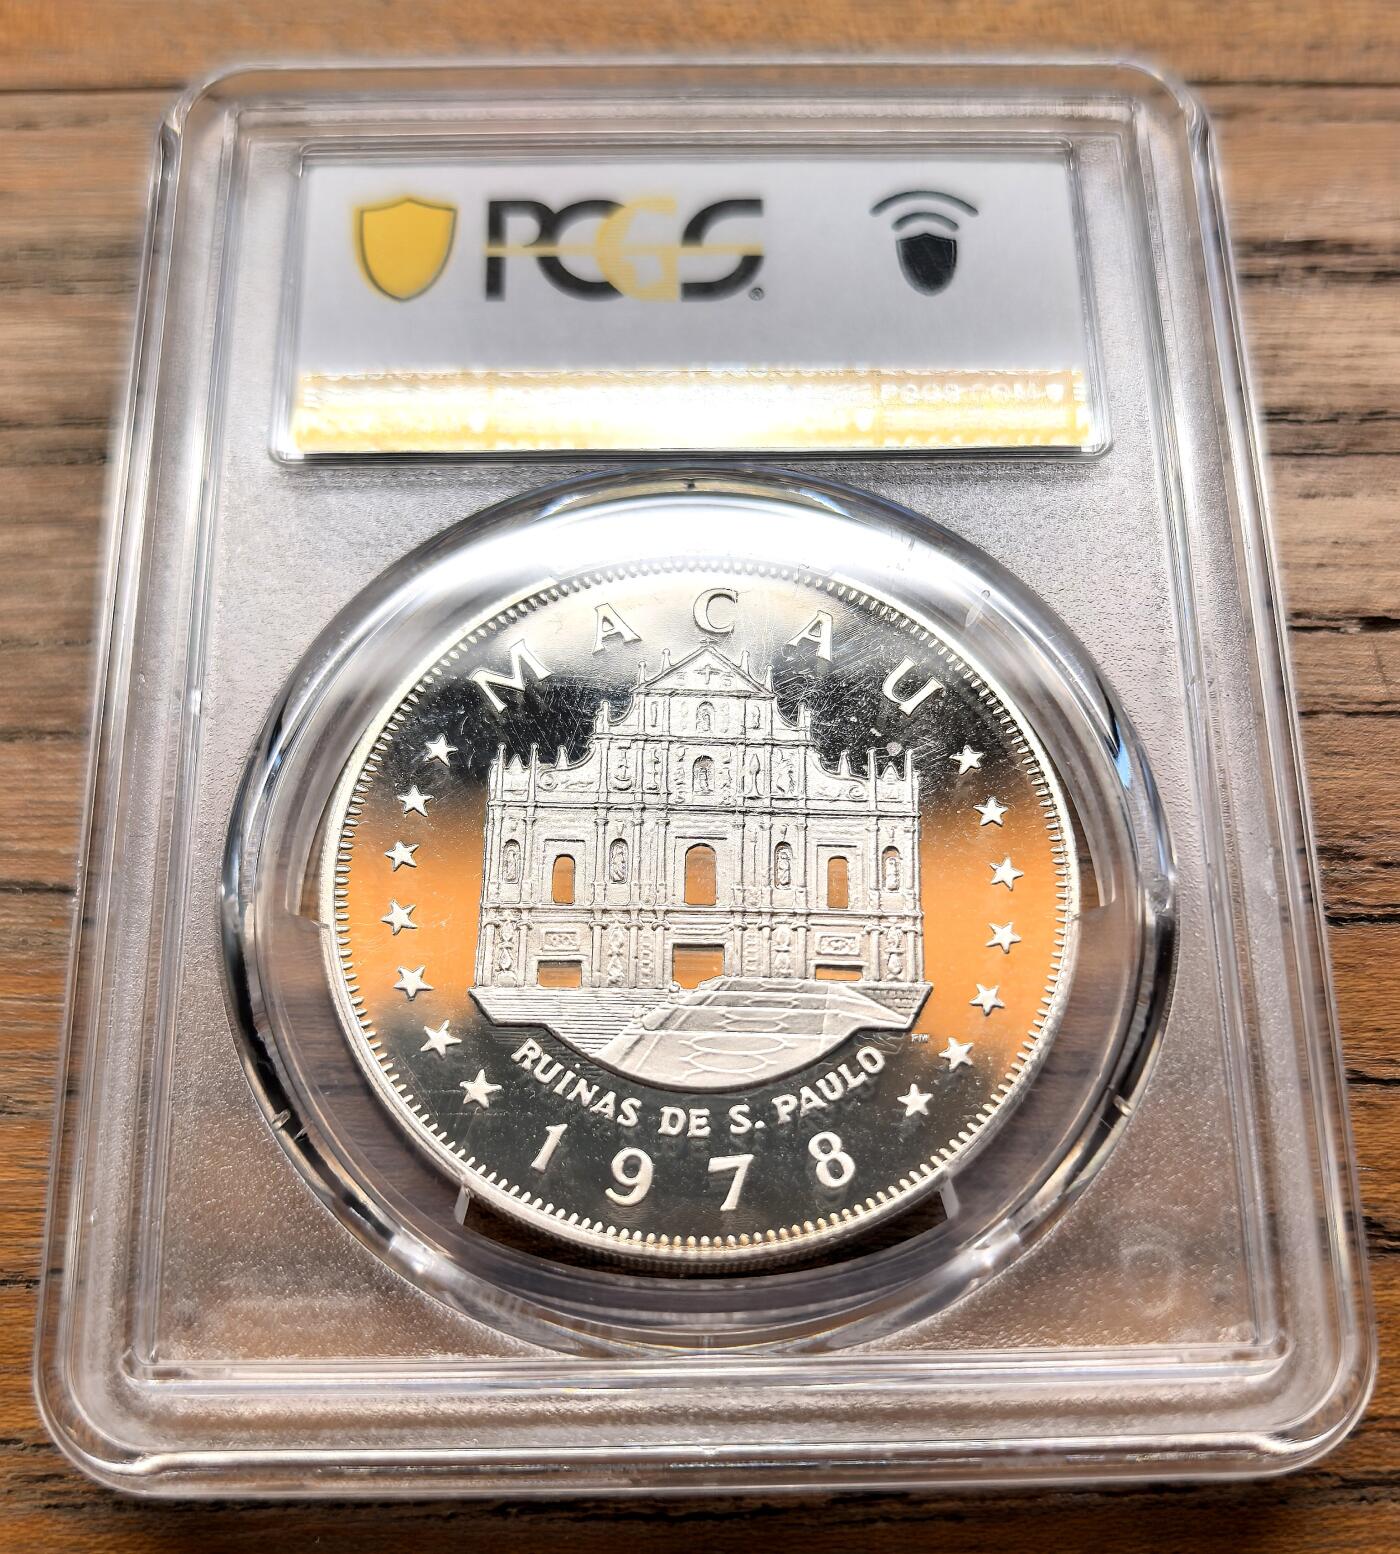 PCGS
MACAU
FM
RUINAS DE S. PAULO
1978